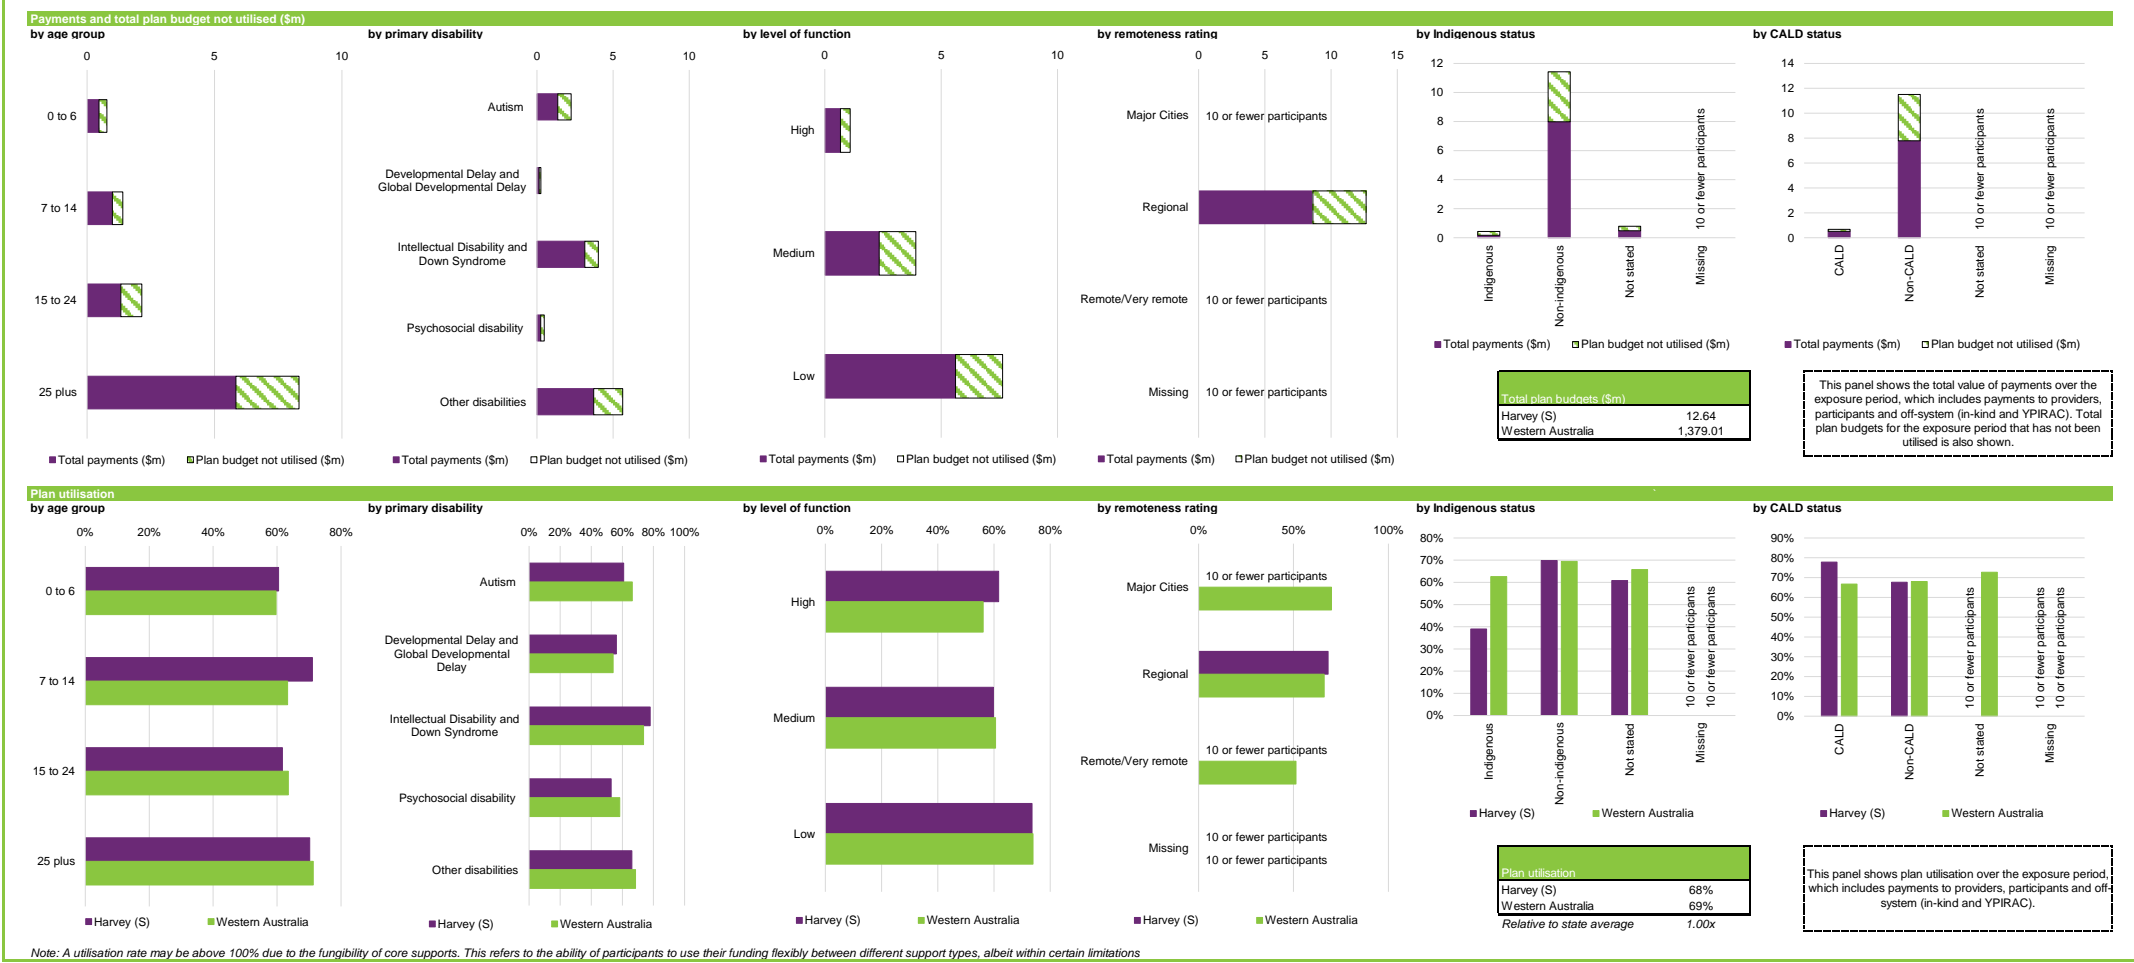 Payments and total plan budget not utilised ($m)
by age group
0 5 10
0 to 6
7 to 14
15 to 24
25 plus
Total payments ($m) Plan budget not utilised ($m)
by primary disability
0 5 10
Autism
Developmental Delay and
Global Developmental Delay
Intellectual Disability and
Down Syndrome
Psychosocial disability
Other disabilities
Total payments ($m) Plan budget not utilised ($m)
by level of function
0 5 10
High
Medium
Low
Total payments ($m) Plan budget not utilised ($m)
by remoteness rating
0 5 10 15
Major Cities 10 or fewer participants
Regional
Remote/Very remote 10 or fewer participants
Missing 10 or fewer participants
Total payments ($m) Plan budget not utilised ($m)
by Indigenous status
12
10
8
6
4
2
0
10 or fewer participants
Indigenous
Non-indigenous
Not stated
Missing
Total payments ($m) Plan budget not utilised ($m)
by CALD status
14
12
10
8
6
4
2
0
10 or fewer participants
10 or fewer participants
CALD
Non-CALD
Not stated
Missing
Total payments ($m) Plan budget not utilised ($m)
Total plan budgets ($m)
Harvey (S) 12.64
Western Australia 1,379.01
This panel shows the total value of payments over the
exposure period, which includes payments to providers,
participants and off-system (in-kind and YPIRAC). Total
plan budgets for the exposure period that has not been
utilised is also shown.
Plan utilisation
by age group
0% 20% 40% 60% 80%
0 to 6
7 to 14
15 to 24
25 plus
Harvey (S) Western Australia
by primary disability
0% 20% 40% 60% 80% 100%
Autism
Developmental Delay and
Global Developmental
Delay
Intellectual Disability and
Down Syndrome
Psychosocial disability
Other disabilities
Harvey (S) Western Australia
by level of function
0% 20% 40% 60% 80%
High
Medium
Low
Harvey (S) Western Australia
by remoteness rating
0% 50% 100%
10 or fewer participants
Major Cities
Regional
10 or fewer participants
Remote/Very remote
10 or fewer participants
Missing
10 or fewer participants
Harvey (S) Western Australia
by Indigenous status
80%
70%
60%
50%
40%
30%
20%
10%
0%
10 or fewer participants
10 or fewer participants
Indigenous
Non-indigenous
Not stated
Missing
Harvey (S) Western Australia
by CALD status
90%
80%
70%
60%
50%
40%
30%
20%
10%
0%
10 or fewer participants
10 or fewer participants
10 or fewer participants
CALD
Non-CALD
Not stated
Missing
Harvey (S) Western Australia
Plan utilisation
Harvey (S) 68%
Western Australia 69%
Relative to state average 1.00x
This panel shows plan utilisation over the exposure period,
which includes payments to providers, participants and off-
system (in-kind and YPIRAC).
Note: A utilisation rate may be above 100% due to the fungibility of core supports. This refers to the ability of participants to use their funding flexibly between different support types, albeit within certain limitations